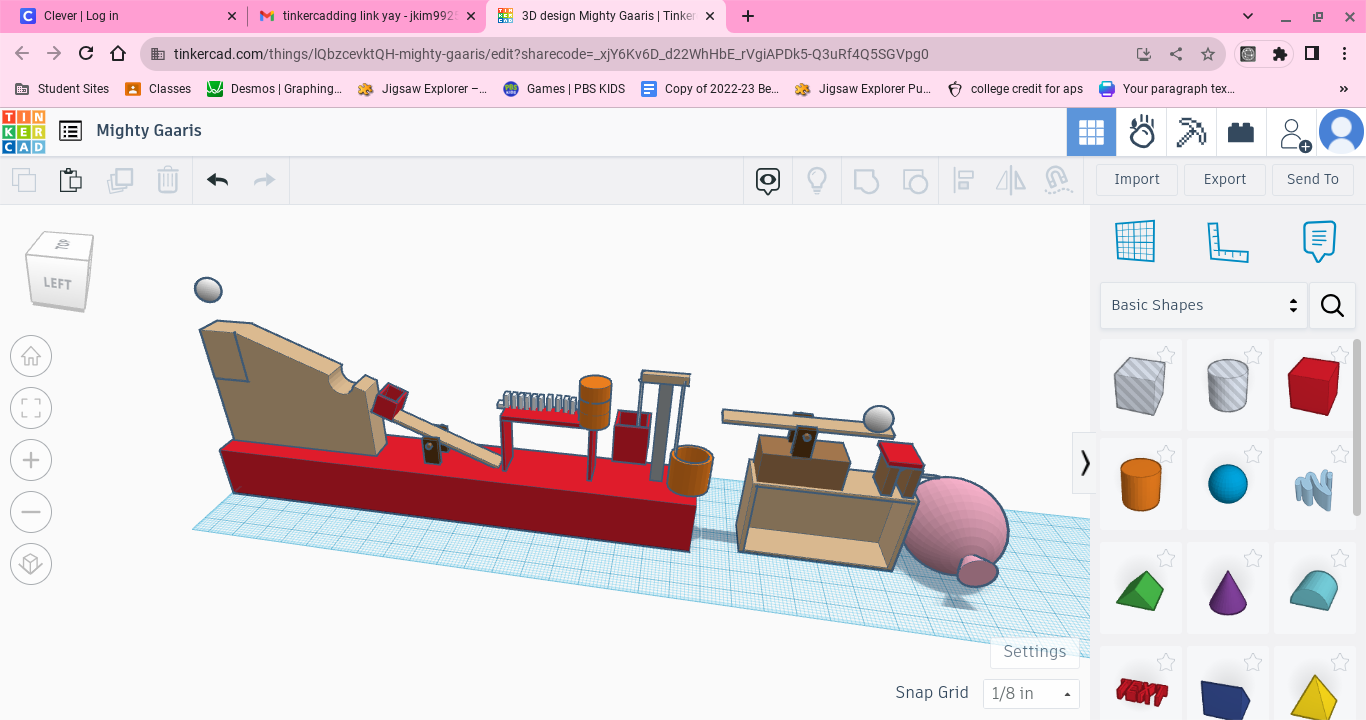 Clever | Log in
tinkercadding link yay - jkim992
3D design Mighty Gaaris | Tinker
tinkercad.com/things/lQbzcevktQH-mighty-gaaris/edit?sharecode=_xjY6Kv6D_d22WhHbE_rVgiAPDk5-Q3uRf4Q5SGVpg0
Student Sites
Classes
Desmos | Graphing...
Jigsaw Explorer –...
PBS KIDS
Games | PBS KIDS
Copy of 2022-23 Be...
Jigsaw Explorer Pu...
college credit for aps
Your paragraph tex...
»
TIN
KER
CAD
Mighty Gaaris
Import
Export
Send To
LEFT
Basic Shapes
Settings
Snap Grid
1/8 in